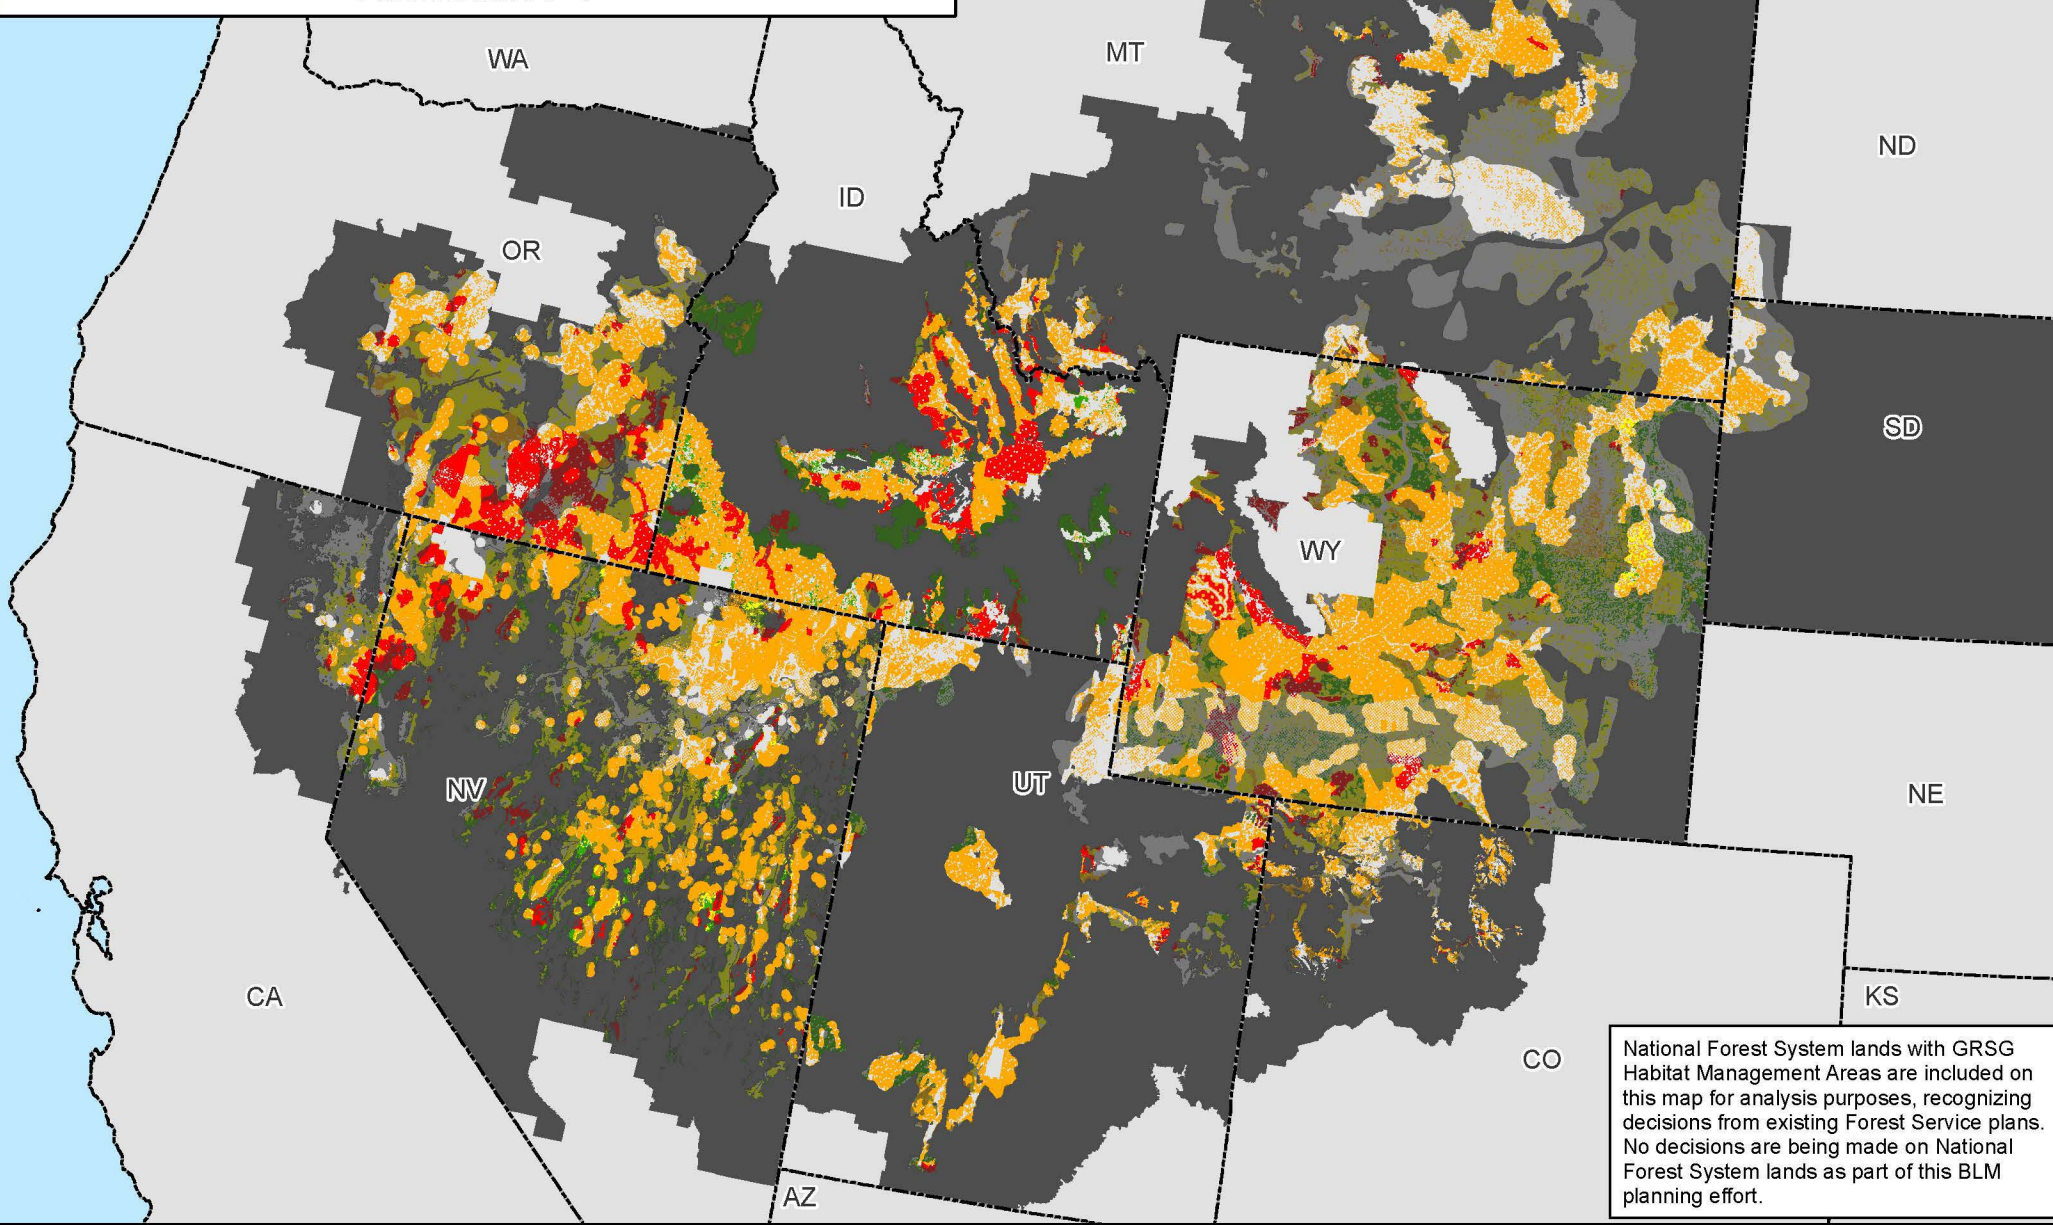 WA
MT
ND
ID
OR
SD
WY
NV
UT
NE
CA
KS
CO
AZ
National Forest System lands with GRSG
Habitat Management Areas are included on
this map for analysis purposes, recognizing
decisions from existing Forest Service plans.
No decisions are being made on National
Forest System lands as part of this BLM
planning effort.